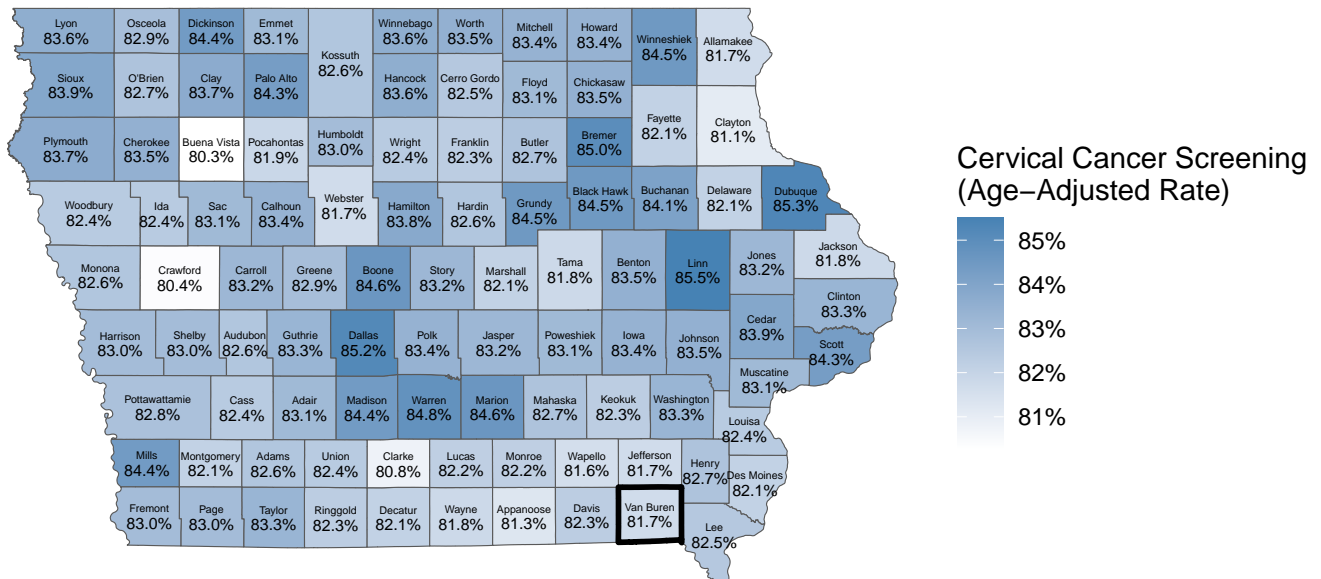 Lyon
83.6%
Osceola
82.9%
Dickinson
84.4%
Emmet
83.1%
Kossuth
82.6%
Winnebago
83.6%
Worth
83.5%
Mitchell
83.4%
Howard
83.4%
Winneshiek
84.5%
Allamakee
81.7%
Sioux
83.9%
O'Brien
82.7%
Clay
83.7%
Palo Alto
84.3%
Hancock
83.6%
Cerro Gordo
82.5%
Floyd
83.1%
Chickasaw
83.5%
Fayette
82.1%
Clayton
81.1%
Plymouth
83.7%
Cherokee
83.5%
Buena Vista
80.3%
Pocahontas
81.9%
Humboldt
83.0%
Wright
82.4%
Franklin
82.3%
Butler
82.7%
Bremer
85.0%
Woodbury
82.4%
Ida
82.4%
Sac
83.1%
Calhoun
83.4%
Webster
81.7%
Hamilton
83.8%
Hardin
82.6%
Grundy
84.5%
Black Hawk
84.5%
Buchanan
84.1%
Delaware
82.1%
Dubuque
85.3%
Monona
82.6%
Crawford
80.4%
Carroll
83.2%
Greene
82.9%
Boone
84.6%
Story
83.2%
Marshall
82.1%
Tama
81.8%
Benton
83.5%
Linn
85.5%
Jones
83.2%
Jackson
81.8%
Clinton
83.3%
Harrison
83.0%
Shelby
83.0%
Audubon
82.6%
Guthrie
83.3%
Dallas
85.2%
Polk
83.4%
Jasper
83.2%
Poweshiek
83.1%
Iowa
83.4%
Johnson
83.5%
Cedar
83.9%
Scott
84.3%
Muscatine
83.1%
Pottawattamie
82.8%
Cass
82.4%
Adair
83.1%
Madison
84.4%
Warren
84.8%
Marion
84.6%
Mahaska
82.7%
Keokuk
82.3%
Washington
83.3%
Louisa
82.4%
Mills
84.4%
Montgomery
82.1%
Adams
82.6%
Union
82.4%
Clarke
80.8%
Lucas
82.2%
Monroe
82.2%
Wapello
81.6%
Jefferson
81.7%
Henry
82.7%
Des Moines
82.1%
Fremont
83.0%
Page
83.0%
Taylor
83.3%
Ringgold
82.3%
Decatur
82.1%
Wayne
81.8%
Appanoose
81.3%
Davis
82.3%
Van Buren
81.7%
Lee
82.5%
Cervical Cancer Screening
(Age−Adjusted Rate)
85%
84%
83%
82%
81%